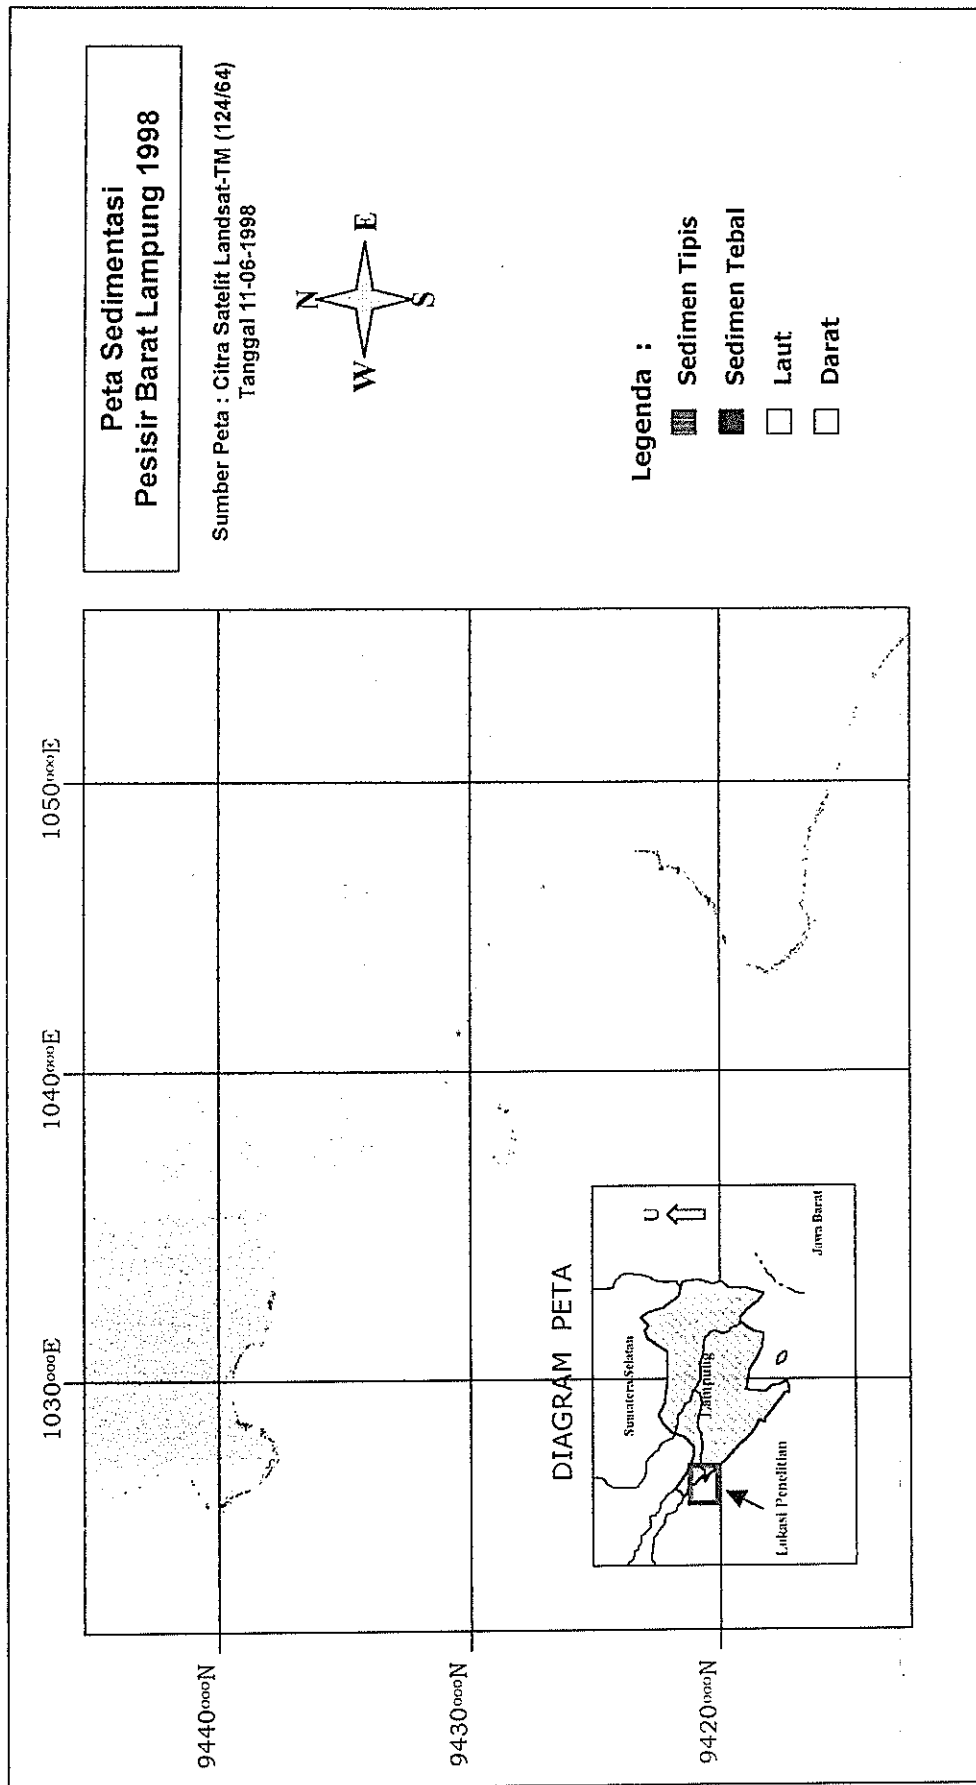 Peta Sedimentasi
Pesisir Barat Lampung 1998
Sumber Peta : Citra Satelit Landsat-TM (124/64)
Tanggal 11-06-1998
N
W E
S
Legenda :
Sedimen Tipis
Sedimen Tebal
Laut
Darat
1030000E
1040000E
1050000E
9440000N
9430000N
9420000N
DIAGRAM PETA
U
Sumatera Selatan
Lampung
Lokasi Penelitian
Jawa Barat